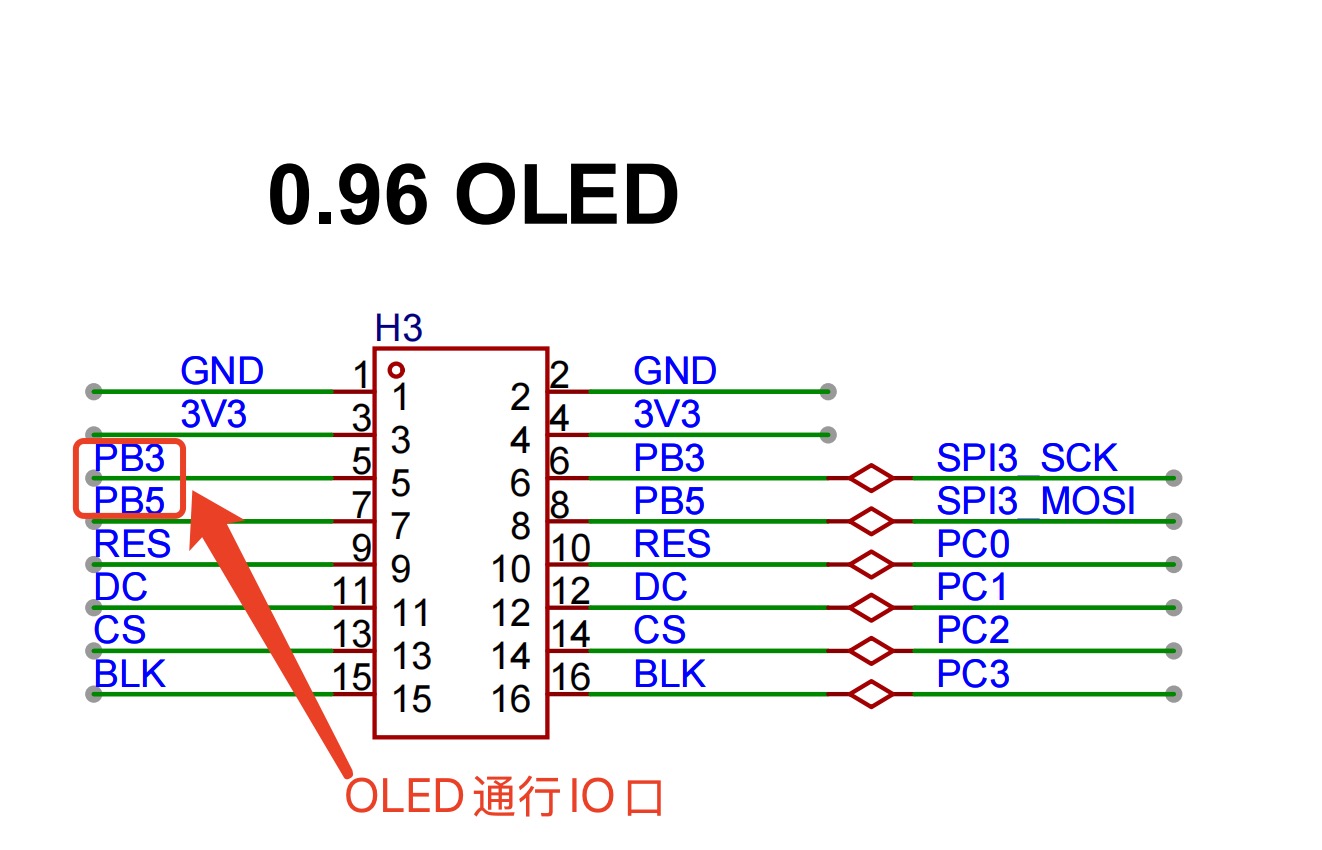 0.96 OLED
H3
GND 1 1 2 2 GND
3V3 3 3 4 4 3V3
PB3 5 5 6 6 PB3 SPI3_SCK
PB5 7 7 8 8 PB5 SPI3_MOSI
RES 9 9 10 10 RES PC0
DC 11 11 12 12 DC PC1
CS 13 13 14 14 CS PC2
BLK 15 15 16 16 BLK PC3
OLED 通行 IO 口